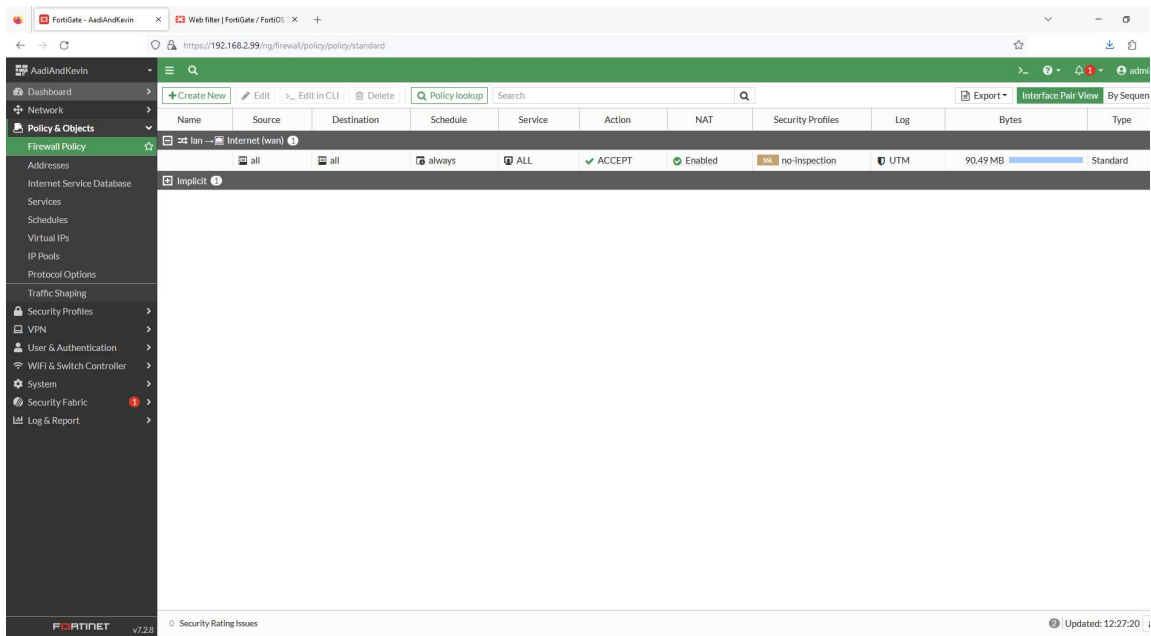 FortiGate - AadiAndKevin
Web filter | FortiGate / FortiOS
https://192.168.2.99/ng/firewall/policy/policy/standard
AadiAndKevin
>_
1
admi
Dashboard
Network
Policy & Objects
Firewall Policy
Addresses
Internet Service Database
Services
Schedules
Virtual IPs
IP Pools
Protocol Options
Traffic Shaping
Security Profiles
VPN
User & Authentication
WiFi & Switch Controller
System
Security Fabric 1
Log & Report
FORTINET v7.2.8
+ Create New Edit >_ Edit in CLI Delete Policy lookup Search Export Interface Pair View By Sequen
Name Source Destination Schedule Service Action NAT Security Profiles Log Bytes Type
lan → Internet (wan) 1
all all always ALL ACCEPT Enabled SSL no-inspection UTM 90.49 MB Standard
Implicit 1
0 Security Rating Issues
2 Updated: 12:27:20